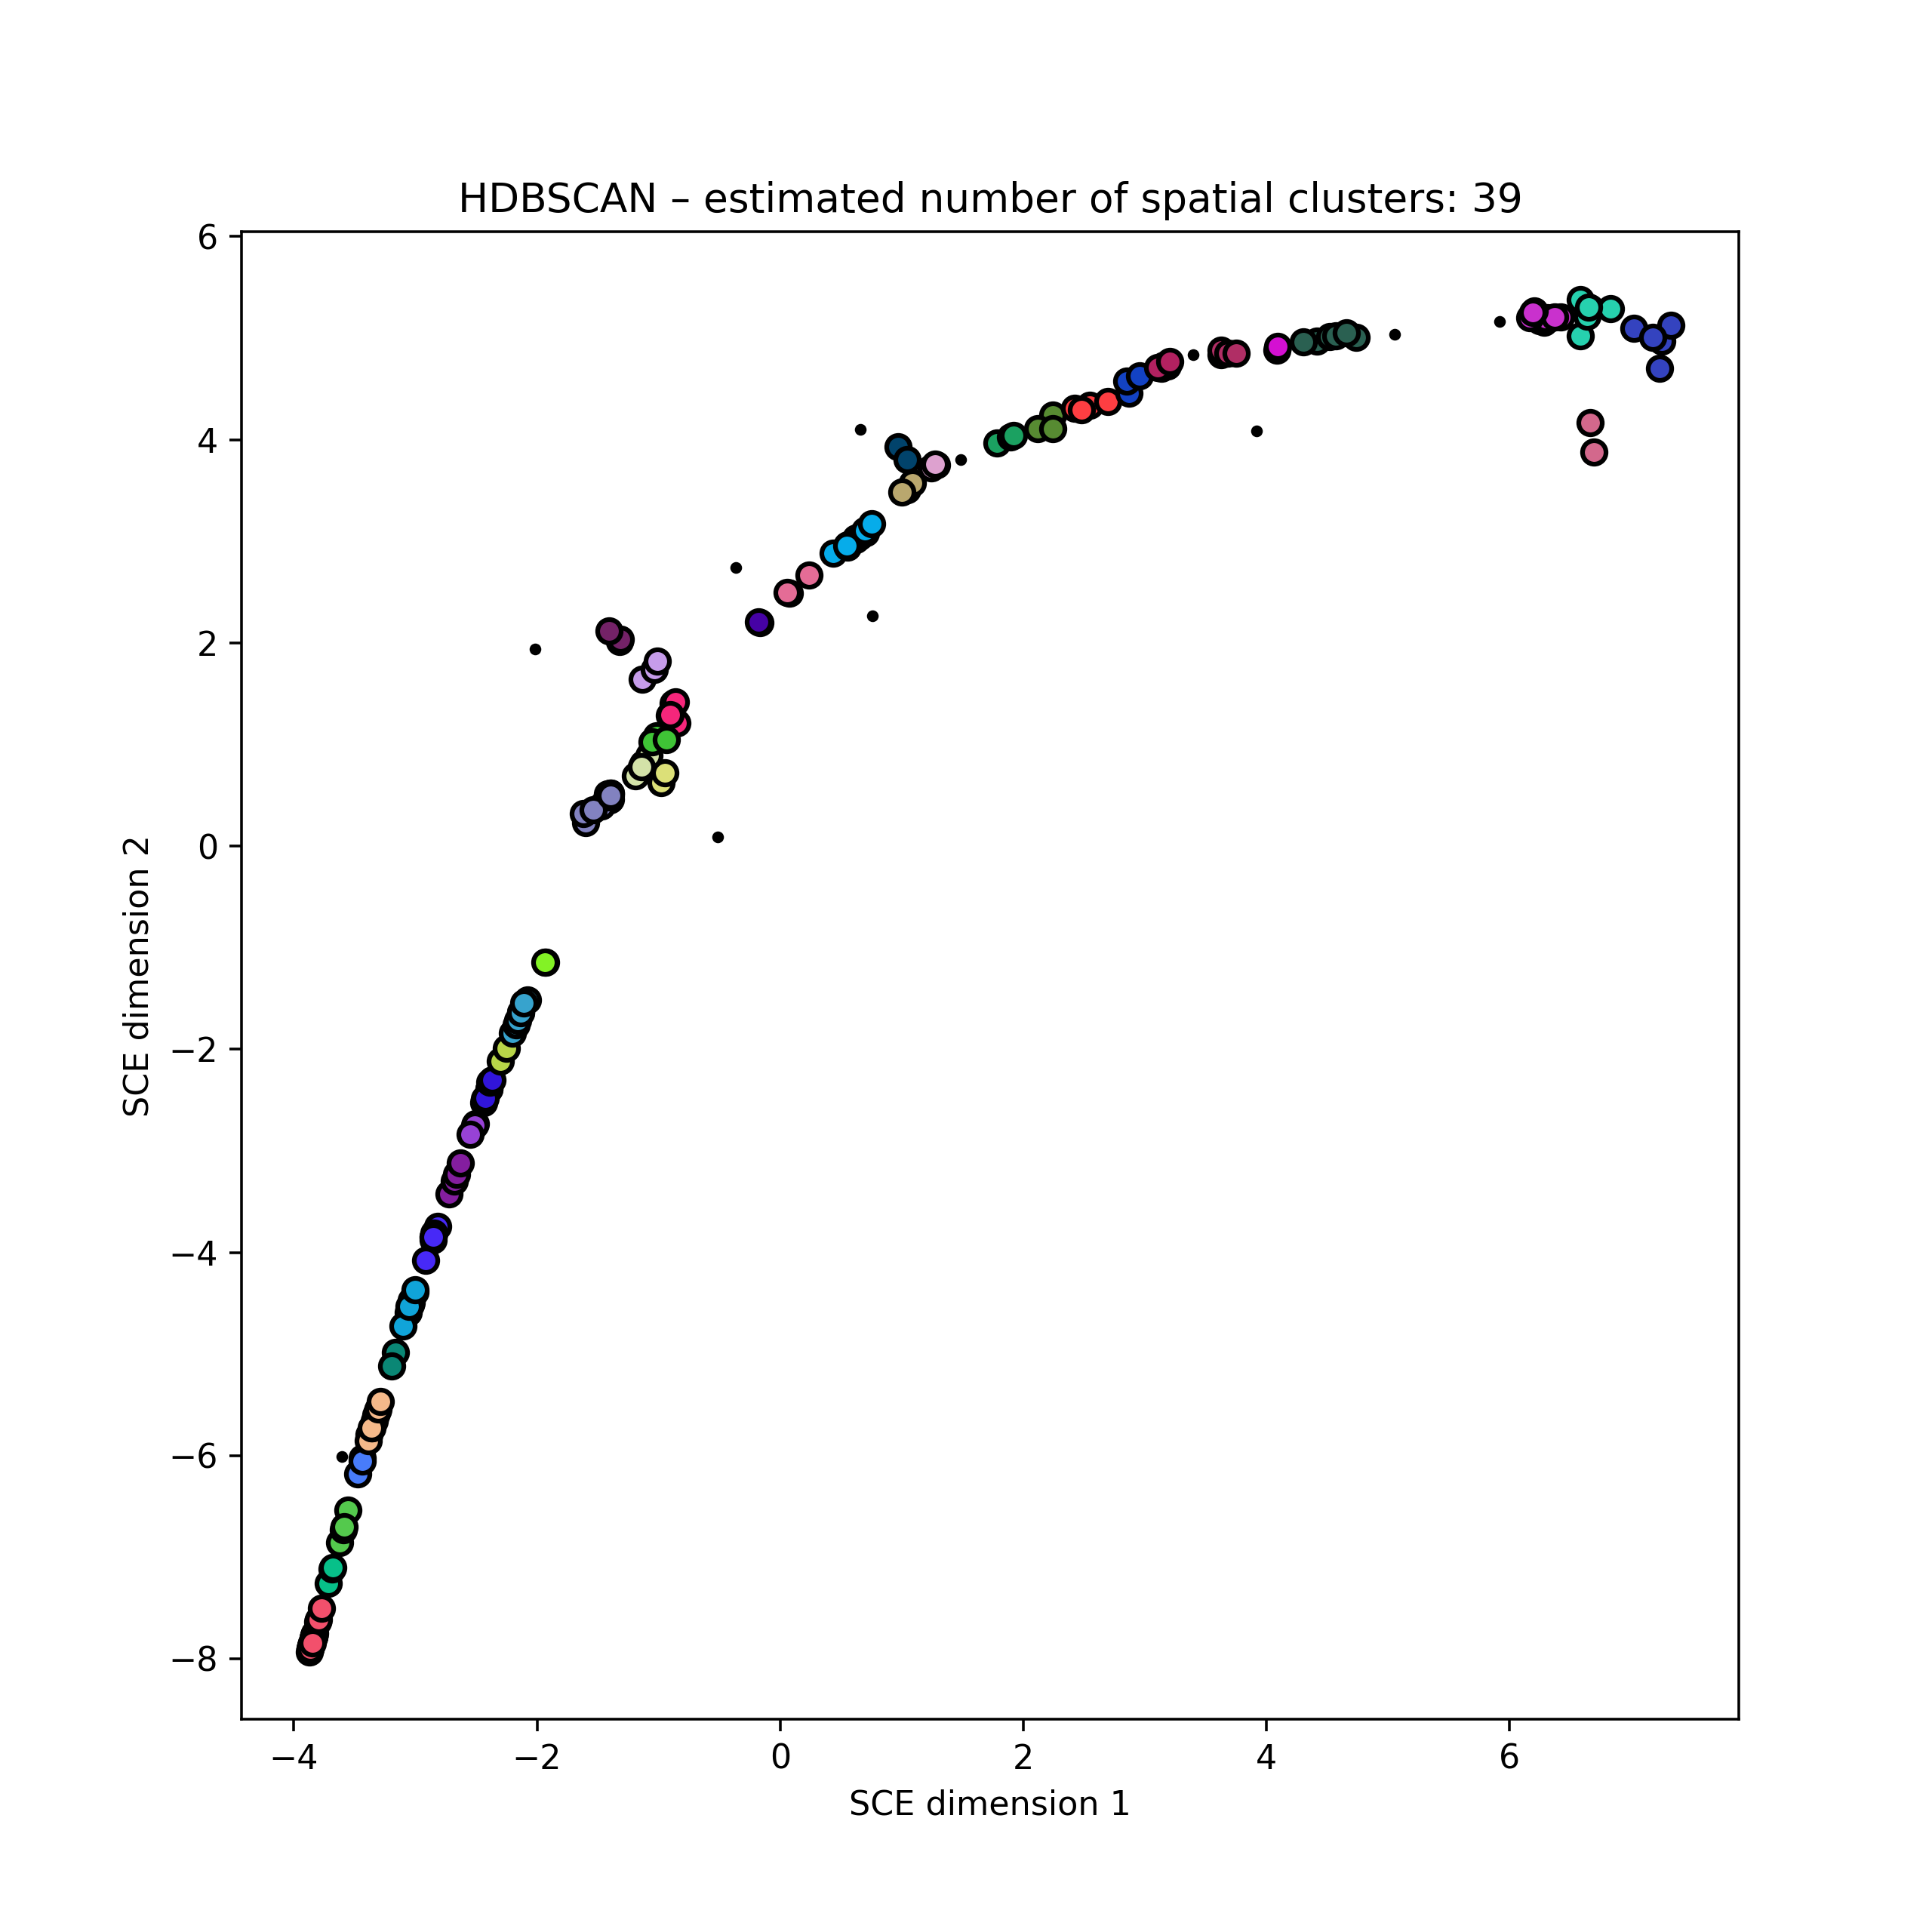 HDBSCAN – estimated number of spatial clusters: 39
6
4
2
0
−2
−4
−6
−8
SCE dimension 2
−4 −2 0 2 4 6
SCE dimension 1